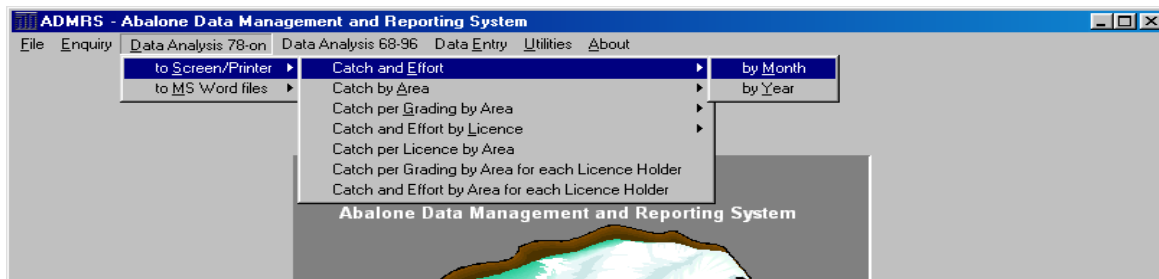 ADMRS - Abalone Data Management and Reporting System
File Enquiry Data Analysis 78-on Data Analysis 68-96 Data Entry Utilities About
to Screen/Printer Catch and Effort by Month
to MS Word files Catch by Area by Year
Catch per Grading by Area
Catch and Effort by Licence
Catch per Licence by Area
Catch per Grading by Area for each Licence Holder
Catch and Effort by Area for each Licence Holder
Abalone Data Management and Reporting System